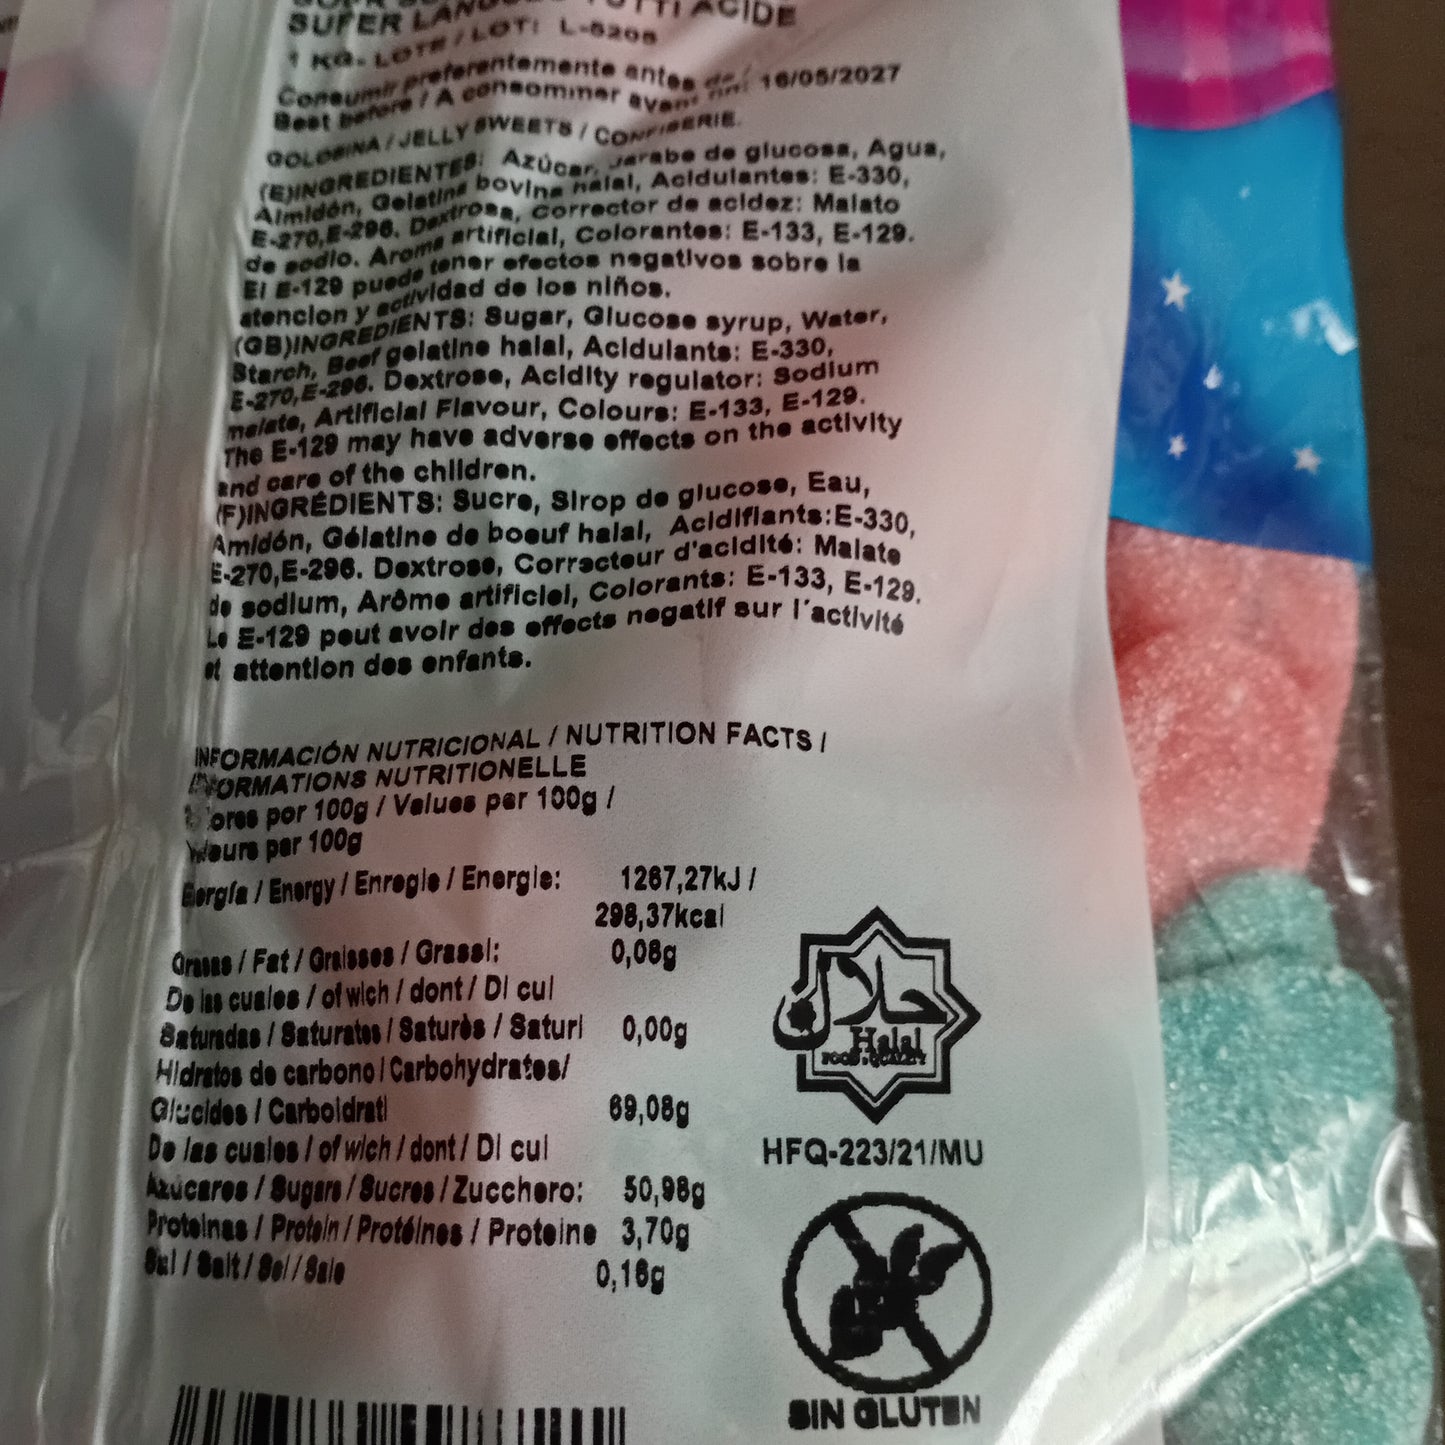 SUPER LANGUES TUTTI ACIDE
1 KG. LOTE / LOT: L-5205
Consumir preferentemente antes de / 16/05/2027
Best before / A consommer avant fin:
GOLOSINA / JELLY SWEETS / CONFISERIE.
(E)INGREDIENTES: Azúcar, Jarabe de glucosa, Agua,
Almidón, Gelatina bovina halal, Acidulantes: E-330,
E-270,E-296. Dextrosa, Corrector de acidez: Malato
de sodio. Aroma artificial, Colorantes: E-133, E-129.
El E-129 puede tener efectos negativos sobre la
atencion y actividad de los niños.
(GB)INGREDIENTS: Sugar, Glucose syrup, Water,
Starch, Beef gelatine halal, Acidulants: E-330,
E-270,E-296. Dextrose, Acidity regulator: Sodium
malate, Artificial Flavour, Colours: E-133, E-129.
The E-129 may have adverse effects on the activity
and care of the children.
(F)INGRÉDIENTS: Sucre, Sirop de glucose, Eau,
Amidón, Gélatine de boeuf halal, Acidifiants:E-330,
E-270,E-296. Dextrose, Correcteur d'acidité: Malate
de sodium, Arôme artificiel, Colorants: E-133, E-129.
Le E-129 peut avoir des effects negatif sur l´activité
et attention des enfants.
INFORMACIÓN NUTRICIONAL / NUTRITION FACTS /
INFORMATIONS NUTRITIONELLE
Valores por 100g / Values per 100g /
Valeurs par 100g
Energía / Energy / Enregie / Energie: 1267,27kJ /
298,37kcal
Grasas / Fat / Graisses / Grassi: 0,08g
De las cuales / of wich / dont / Di cui
Saturadas / Saturates / Saturès / Saturi 0,00g
Hidratos de carbono / Carbohydrates/
Glucides / Carboidrati 69,08g
De las cuales / of wich / dont / Di cui
Azúcares / Sugars / Sucres / Zucchero: 50,98g
Proteinas / Protein / Protéines / Proteine 3,70g
Sal / Salt / Sel / Sale 0,16g
حلال
Halal
FOOD & QUALITY
HFQ-223/21/MU
SIN GLUTEN